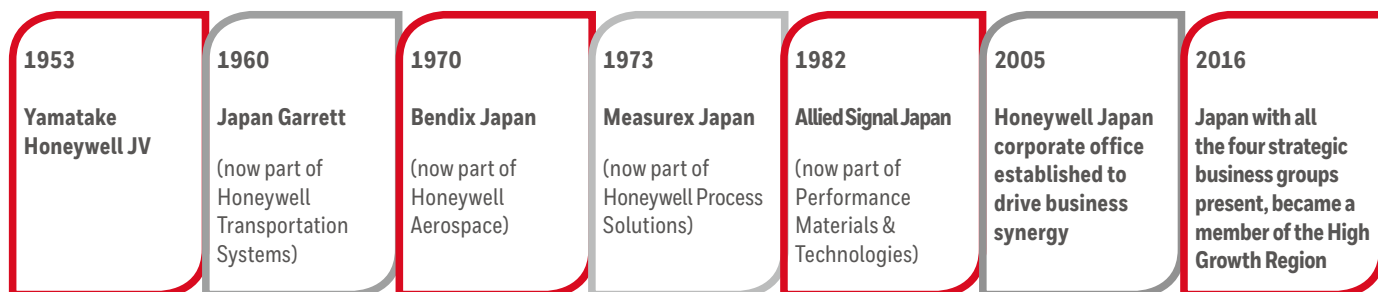 1953
Yamatake
Honeywell JV
1960
Japan Garrett
(now part of
Honeywell
Transportation
Systems)
1970
Bendix Japan
(now part of
Honeywell
Aerospace)
1973
Measurex Japan
(now part of
Honeywell Process
Solutions)
1982
Allied Signal Japan
(now part of
Performance
Materials &
Technologies)
2005
Honeywell Japan
corporate office
established to
drive business
synergy
2016
Japan with all
the four strategic
business groups
present, became a
member of the High
Growth Region